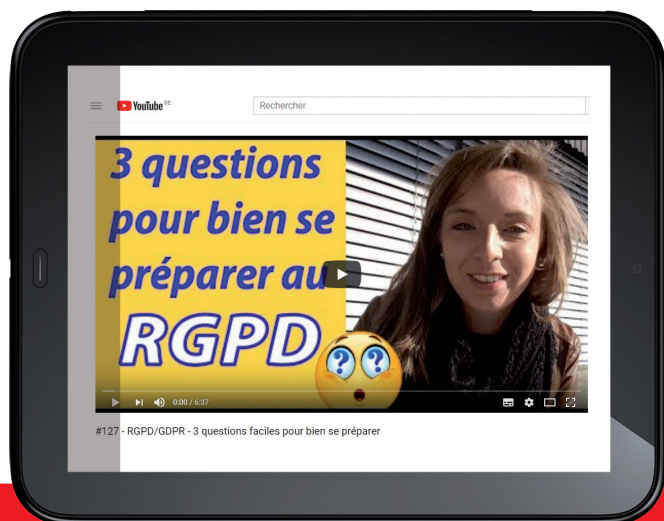 YouTube BE
Rechercher
3 questions
pour bien se
préparer au
RGPD
? ?
0:00 / 6:37
#127 - RGPD/GDPR - 3 questions faciles pour bien se préparer